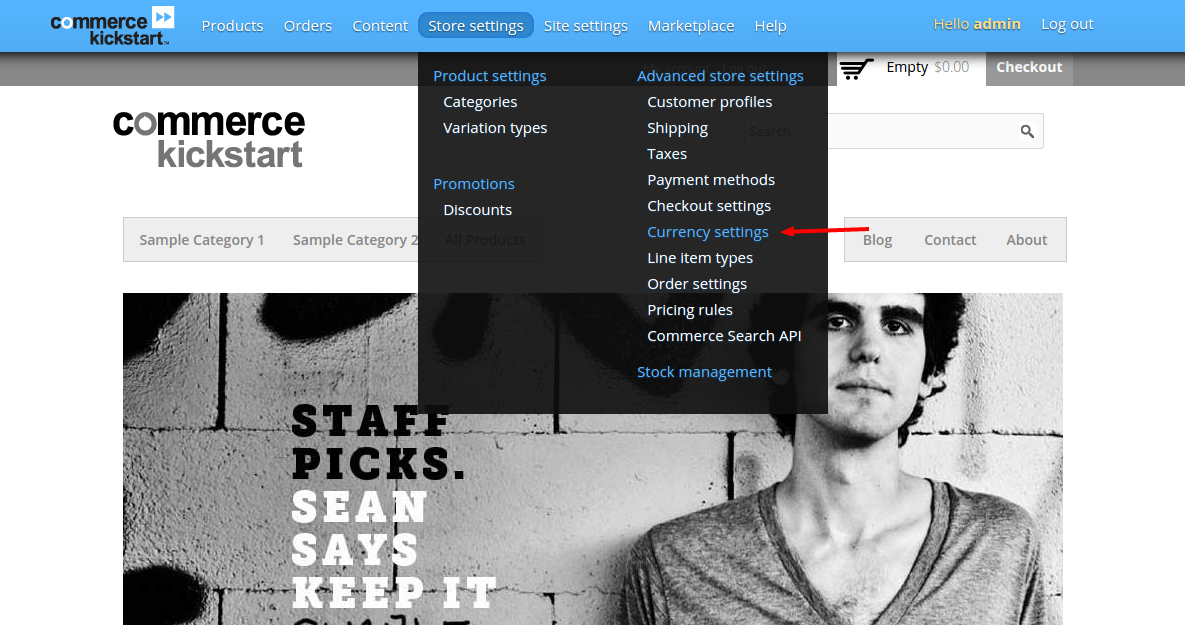 commerce
kickstart™
Products
Orders
Content
Store settings
Site settings
Marketplace
Help
Hello admin
Log out
Empty $0.00
Checkout
Product settings
Categories
Variation types
Promotions
Discounts
Advanced store settings
Customer profiles
Shipping
Taxes
Payment methods
Checkout settings
Currency settings
Line item types
Order settings
Pricing rules
Commerce Search API
Stock management
commerce
kickstart
Search
Sample Category 1
Sample Category 2
All Products
Blog
Contact
About
STAFF
PICKS.
SEAN
SAYS
KEEP IT